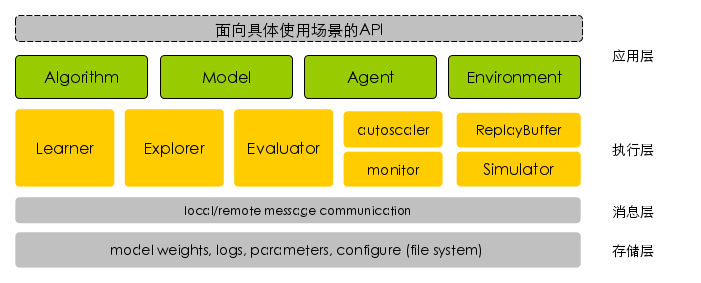 面向具体使用场景的API
应用层
Algorithm
Model
Agent
Environment
Learner
Explorer
Evaluator
autoscaler
monitor
ReplayBuffer
Simulator
执行层
local/remote message communication
消息层
model weights, logs, parameters, configure (file system)
存储层